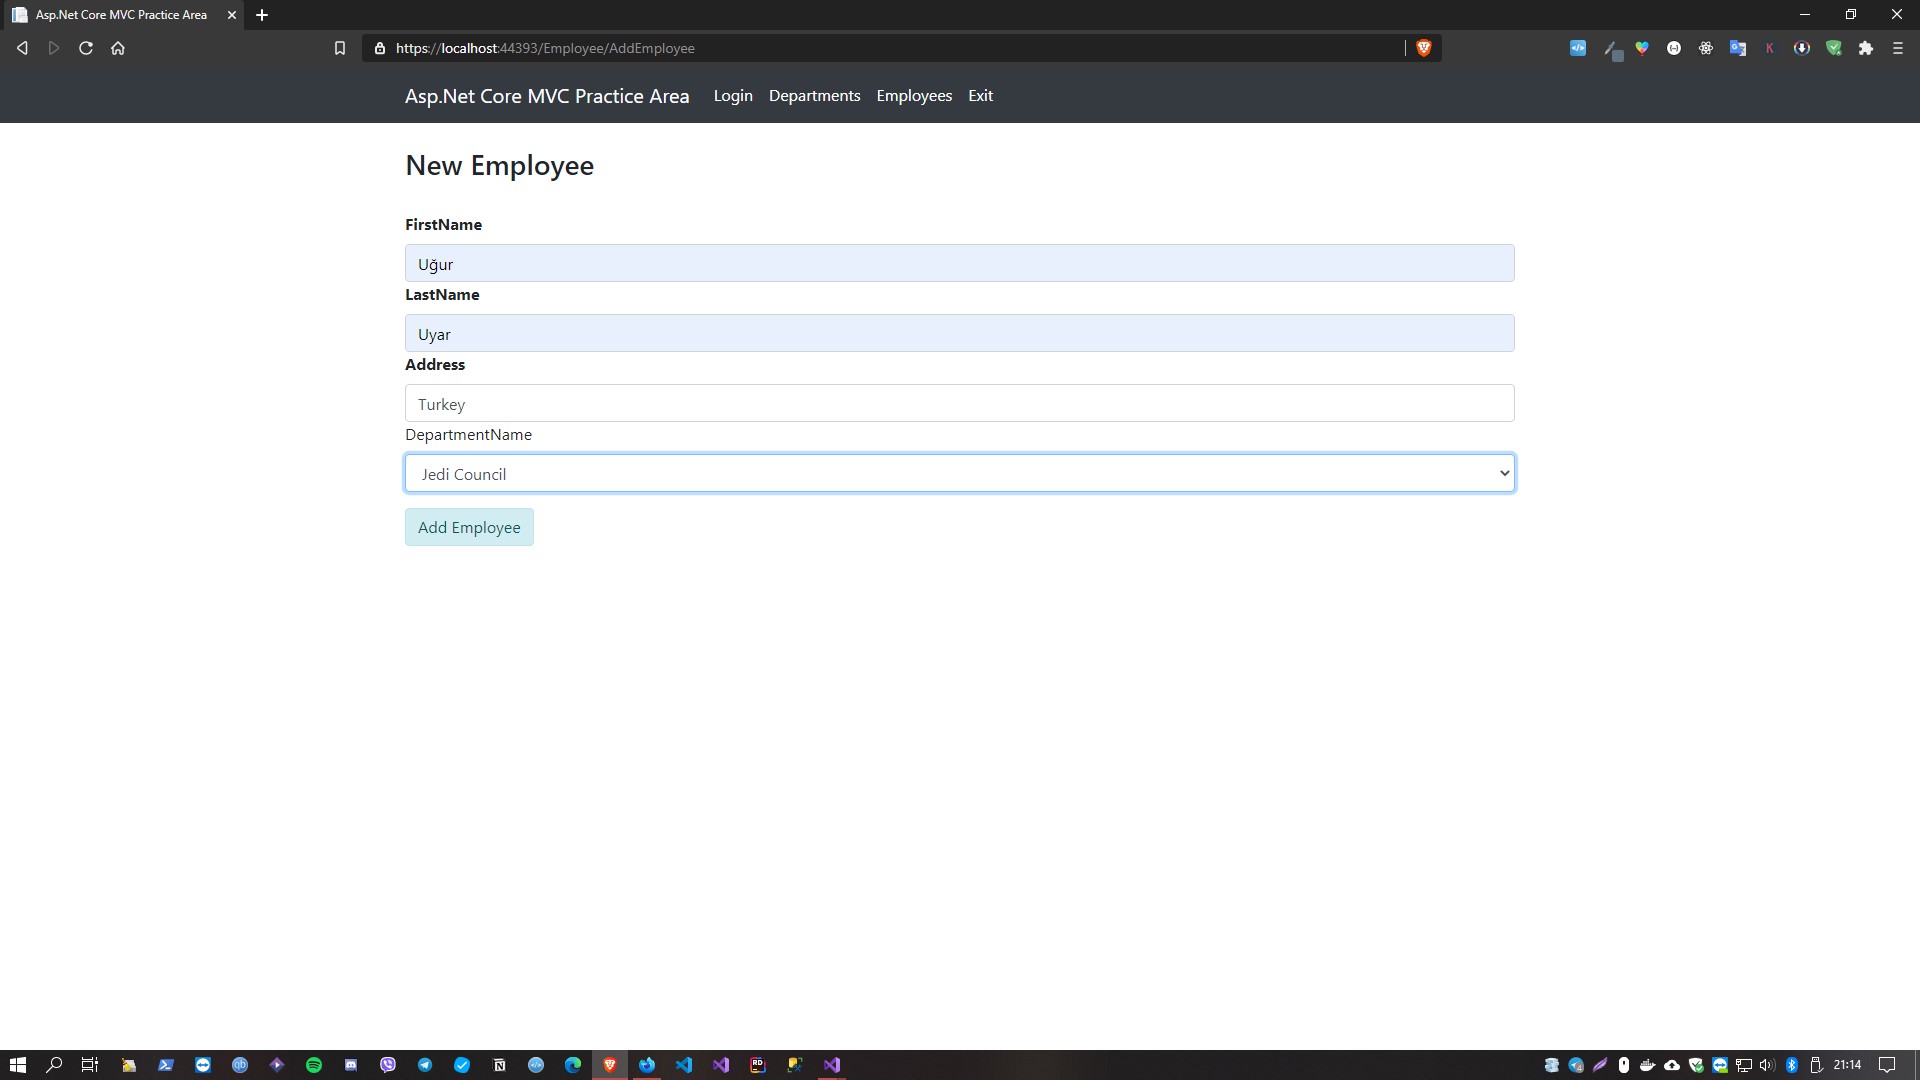 Asp.Net Core MVC Practice Area
https://localhost:44393/Employee/AddEmployee
Asp.Net Core MVC Practice Area Login Departments Employees Exit
New Employee
FirstName
Uğur
LastName
Uyar
Address
Turkey
DepartmentName
Jedi Council
Add Employee
21:14